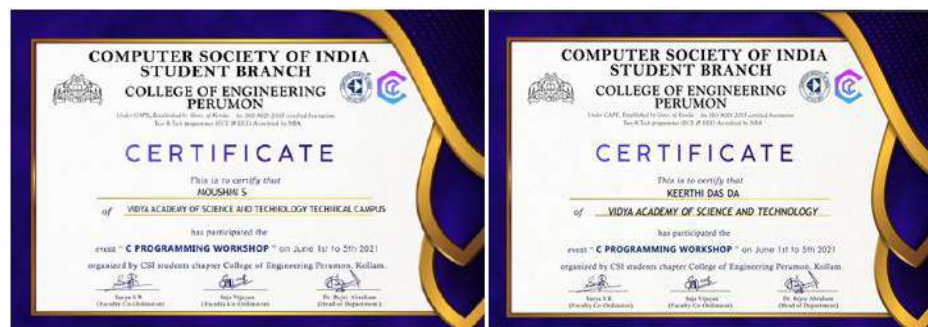 COMPUTER SOCIETY OF INDIA
STUDENT BRANCH
COLLEGE OF ENGINEERING
PERUMON
CERTIFICATE
This is to certify that
MOUSHMI S
of VIDYA ACADEMY OF SCIENCE AND TECHNOLOGY TECHNICAL CAMPUS
has participated the
event " C PROGRAMMING WORKSHOP " on June 1st to 5th 2021
organized by CSI students chapter College of Engineering Perumon, Kollam.
Surya S R
(Faculty Co-Ordinator)
Suja Vijayan
(Faculty Co-Ordinator)
Dr. Bejoy Abraham
(Head of Department)
COMPUTER SOCIETY OF INDIA
STUDENT BRANCH
COLLEGE OF ENGINEERING
PERUMON
CERTIFICATE
This is to certify that
KEERTHI DAS DA
of VIDYA ACADEMY OF SCIENCE AND TECHNOLOGY
has participated the
event " C PROGRAMMING WORKSHOP " on June 1st to 5th 2021
organized by CSI students chapter College of Engineering Perumon, Kollam.
Surya S R
(Faculty Co-Ordinator)
Suja Vijayan
(Faculty Co-Ordinator)
Dr. Bejoy Abraham
(Head of Department)